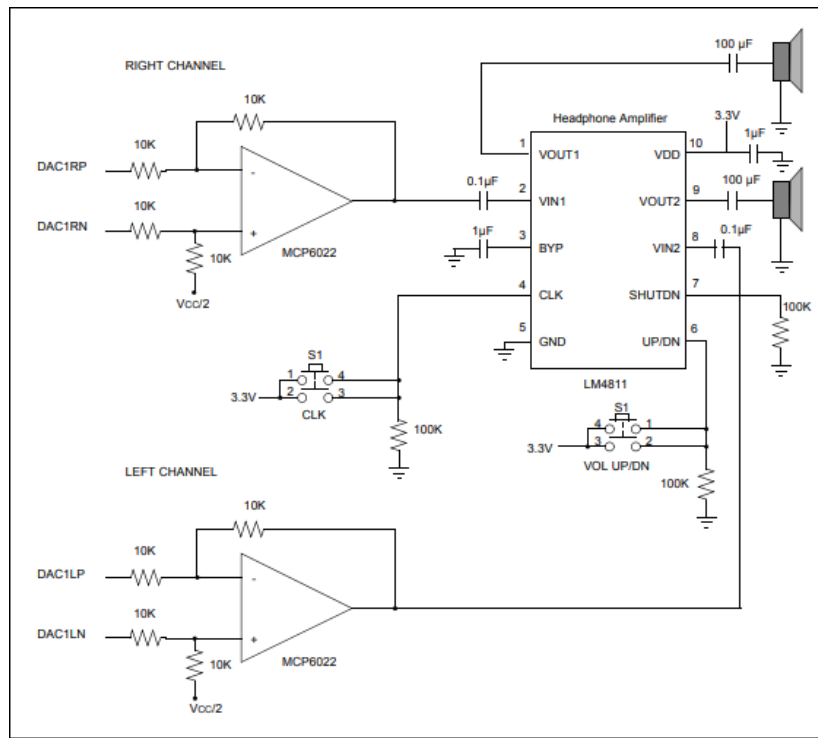 RIGHT CHANNEL
10K
10K
DAC1RP
-
10K
DAC1RN
+
10K
MCP6022
Vcc/2
100 µF
Headphone Amplifier
3.3V
1µF
1
VOUT1
VDD
10
0.1µF
2
VIN1
VOUT2
9
100 µF
1µF
3
BYP
VIN2
8
0.1µF
4
CLK
SHUTDN
7
100K
5
GND
UP/DN
6
LM4811
S1
1
4
2
3
3.3V
CLK
100K
S1
4
1
3
2
3.3V
VOL UP/DN
100K
LEFT CHANNEL
10K
10K
DAC1LP
-
10K
DAC1LN
+
10K
MCP6022
Vcc/2